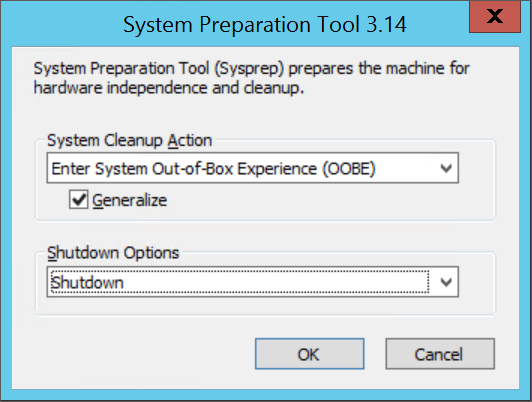 System Preparation Tool 3.14
X
System Preparation Tool (Sysprep) prepares the machine for
hardware independence and cleanup.
System Cleanup Action
Enter System Out-of-Box Experience (OOBE)
Generalize
Shutdown Options
Shutdown
OK
Cancel